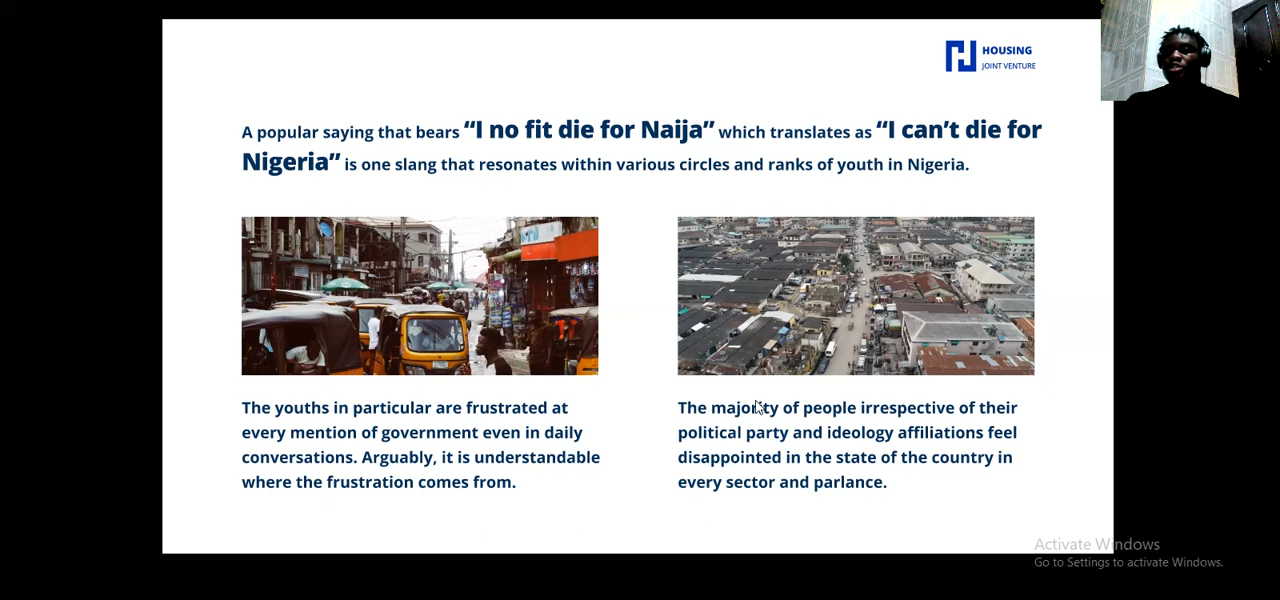 HOUSING
JOINT VENTURE
A popular saying that bears “I no fit die for Naija” which translates as “I can’t die for
Nigeria” is one slang that resonates within various circles and ranks of youth in Nigeria.
The youths in particular are frustrated at
every mention of government even in daily
conversations. Arguably, it is understandable
where the frustration comes from.
The majority of people irrespective of their
political party and ideology affiliations feel
disappointed in the state of the country in
every sector and parlance.
Activate Windows
Go to Settings to activate Windows.